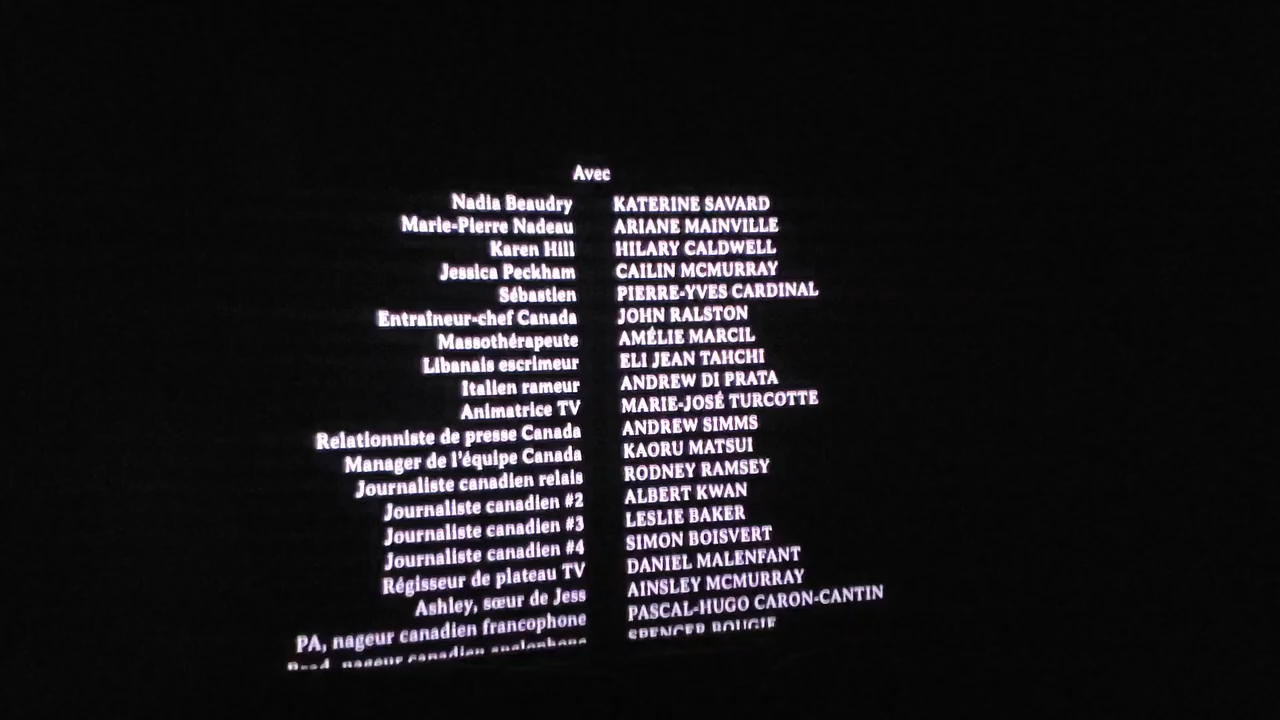 Avec
Nadia Beaudry KATERINE SAVARD
Marie-Pierre Nadeau ARIANE MAINVILLE
Karen Hill HILARY CALDWELL
Jessica Peckham CAILIN MCMURRAY
Sébastien PIERRE-YVES CARDINAL
Entraîneur-chef Canada JOHN RALSTON
Massothérapeute AMÉLIE MARCIL
Libanais escrimeur ELI JEAN TAHCHI
Italien rameur ANDREW DI PRATA
Animatrice TV MARIE-JOSÉ TURCOTTE
Relationniste de presse Canada ANDREW SIMMS
Manager de l'équipe Canada KAORU MATSUI
Journaliste canadien relais RODNEY RAMSEY
Journaliste canadien #2 ALBERT KWAN
Journaliste canadien #3 LESLIE BAKER
Journaliste canadien #4 SIMON BOISVERT
Régisseur de plateau TV DANIEL MALENFANT
Ashley, sœur de Jess AINSLEY MCMURRAY
PA, nageur canadien francophone PASCAL-HUGO CARON-CANTIN
Brad, nageur canadien anglophone SPENCER BOUGIE